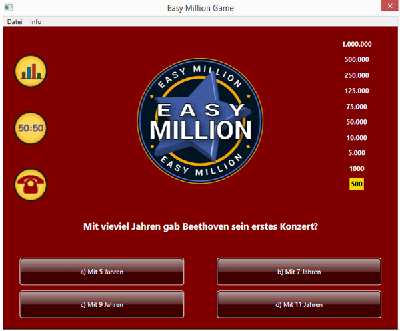 Easy Million Game
Datei Info
1.000.000
500.000
250.000
125.000
75.000
50.000
10.000
5.000
1000
500
50:50
EASY MILLION
EASY
MILLION
EASY MILLION
Mit vieviel Jahren gab Beethoven sein erstes Konzert?
a) Mit 5 Jahren
b) Mit 7 Jahren
c) Mit 9 Jahren
d) Mit 11 Jahren